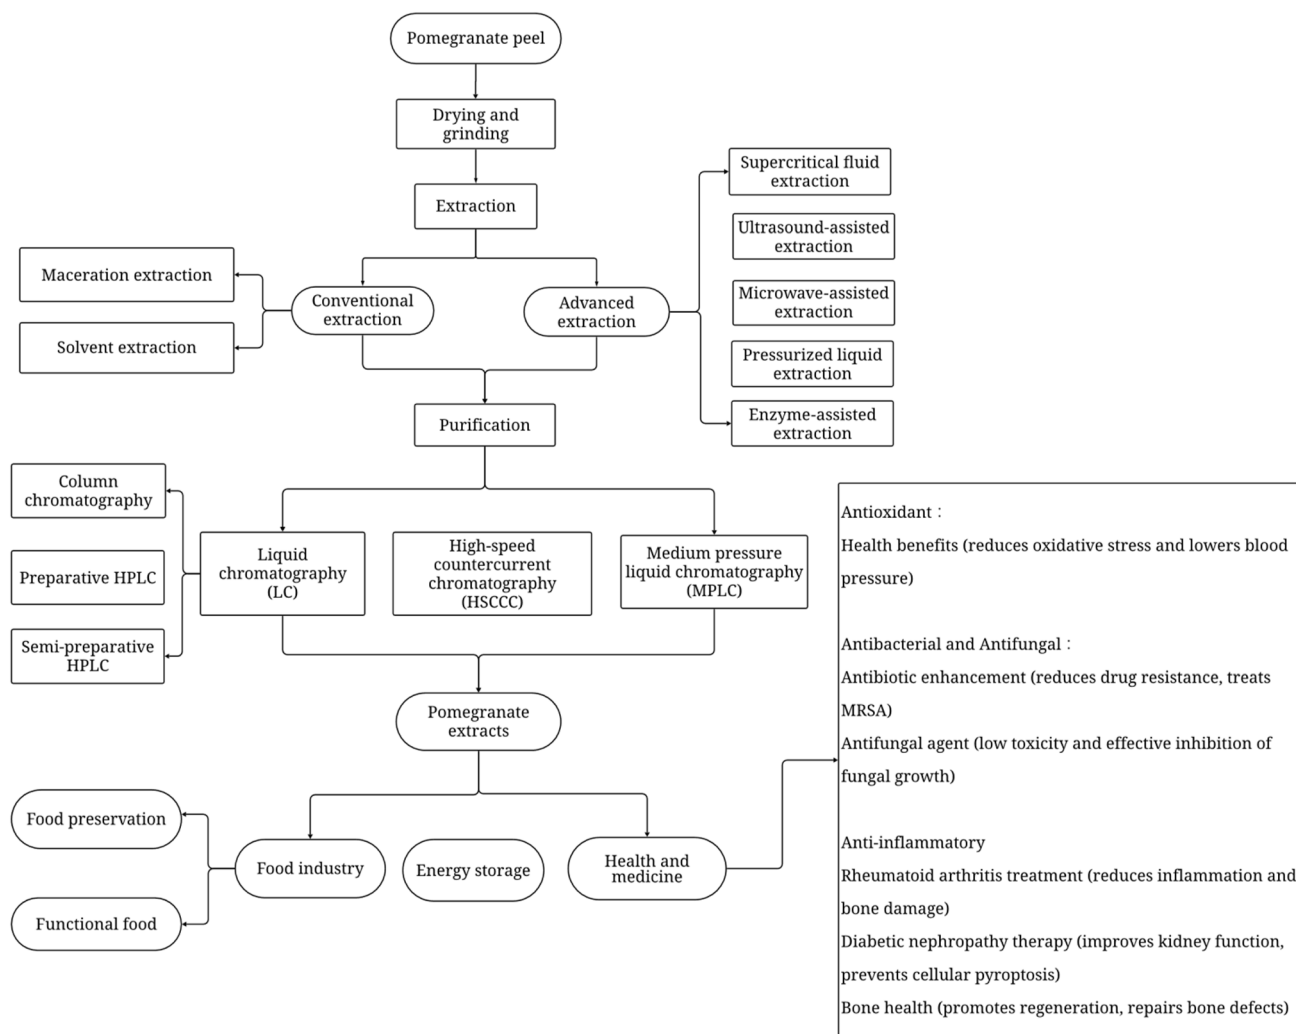 Pomegranate peel
Drying and
grinding
Extraction
Supercritical fluid
extraction
Ultrasound-assisted
extraction
Microwave-assisted
extraction
Pressurized liquid
extraction
Enzyme-assisted
extraction
Maceration extraction
Solvent extraction
Conventional
extraction
Advanced
extraction
Purification
Column
chromatography
Preparative HPLC
Semi-preparative
HPLC
Liquid
chromatography
(LC)
High-speed
countercurrent
chromatography
(HSCCC)
Medium pressure
liquid chromatography
(MPLC)
Pomegranate
extracts
Food preservation
Functional food
Food industry
Energy storage
Health and
medicine
Antioxidant：
Health benefits (reduces oxidative stress and lowers blood
pressure)
Antibacterial and Antifungal：
Antibiotic enhancement (reduces drug resistance, treats
MRSA)
Antifungal agent (low toxicity and effective inhibition of
fungal growth)
Anti-inflammatory
Rheumatoid arthritis treatment (reduces inflammation and
bone damage)
Diabetic nephropathy therapy (improves kidney function,
prevents cellular pyroptosis)
Bone health (promotes regeneration, repairs bone defects)